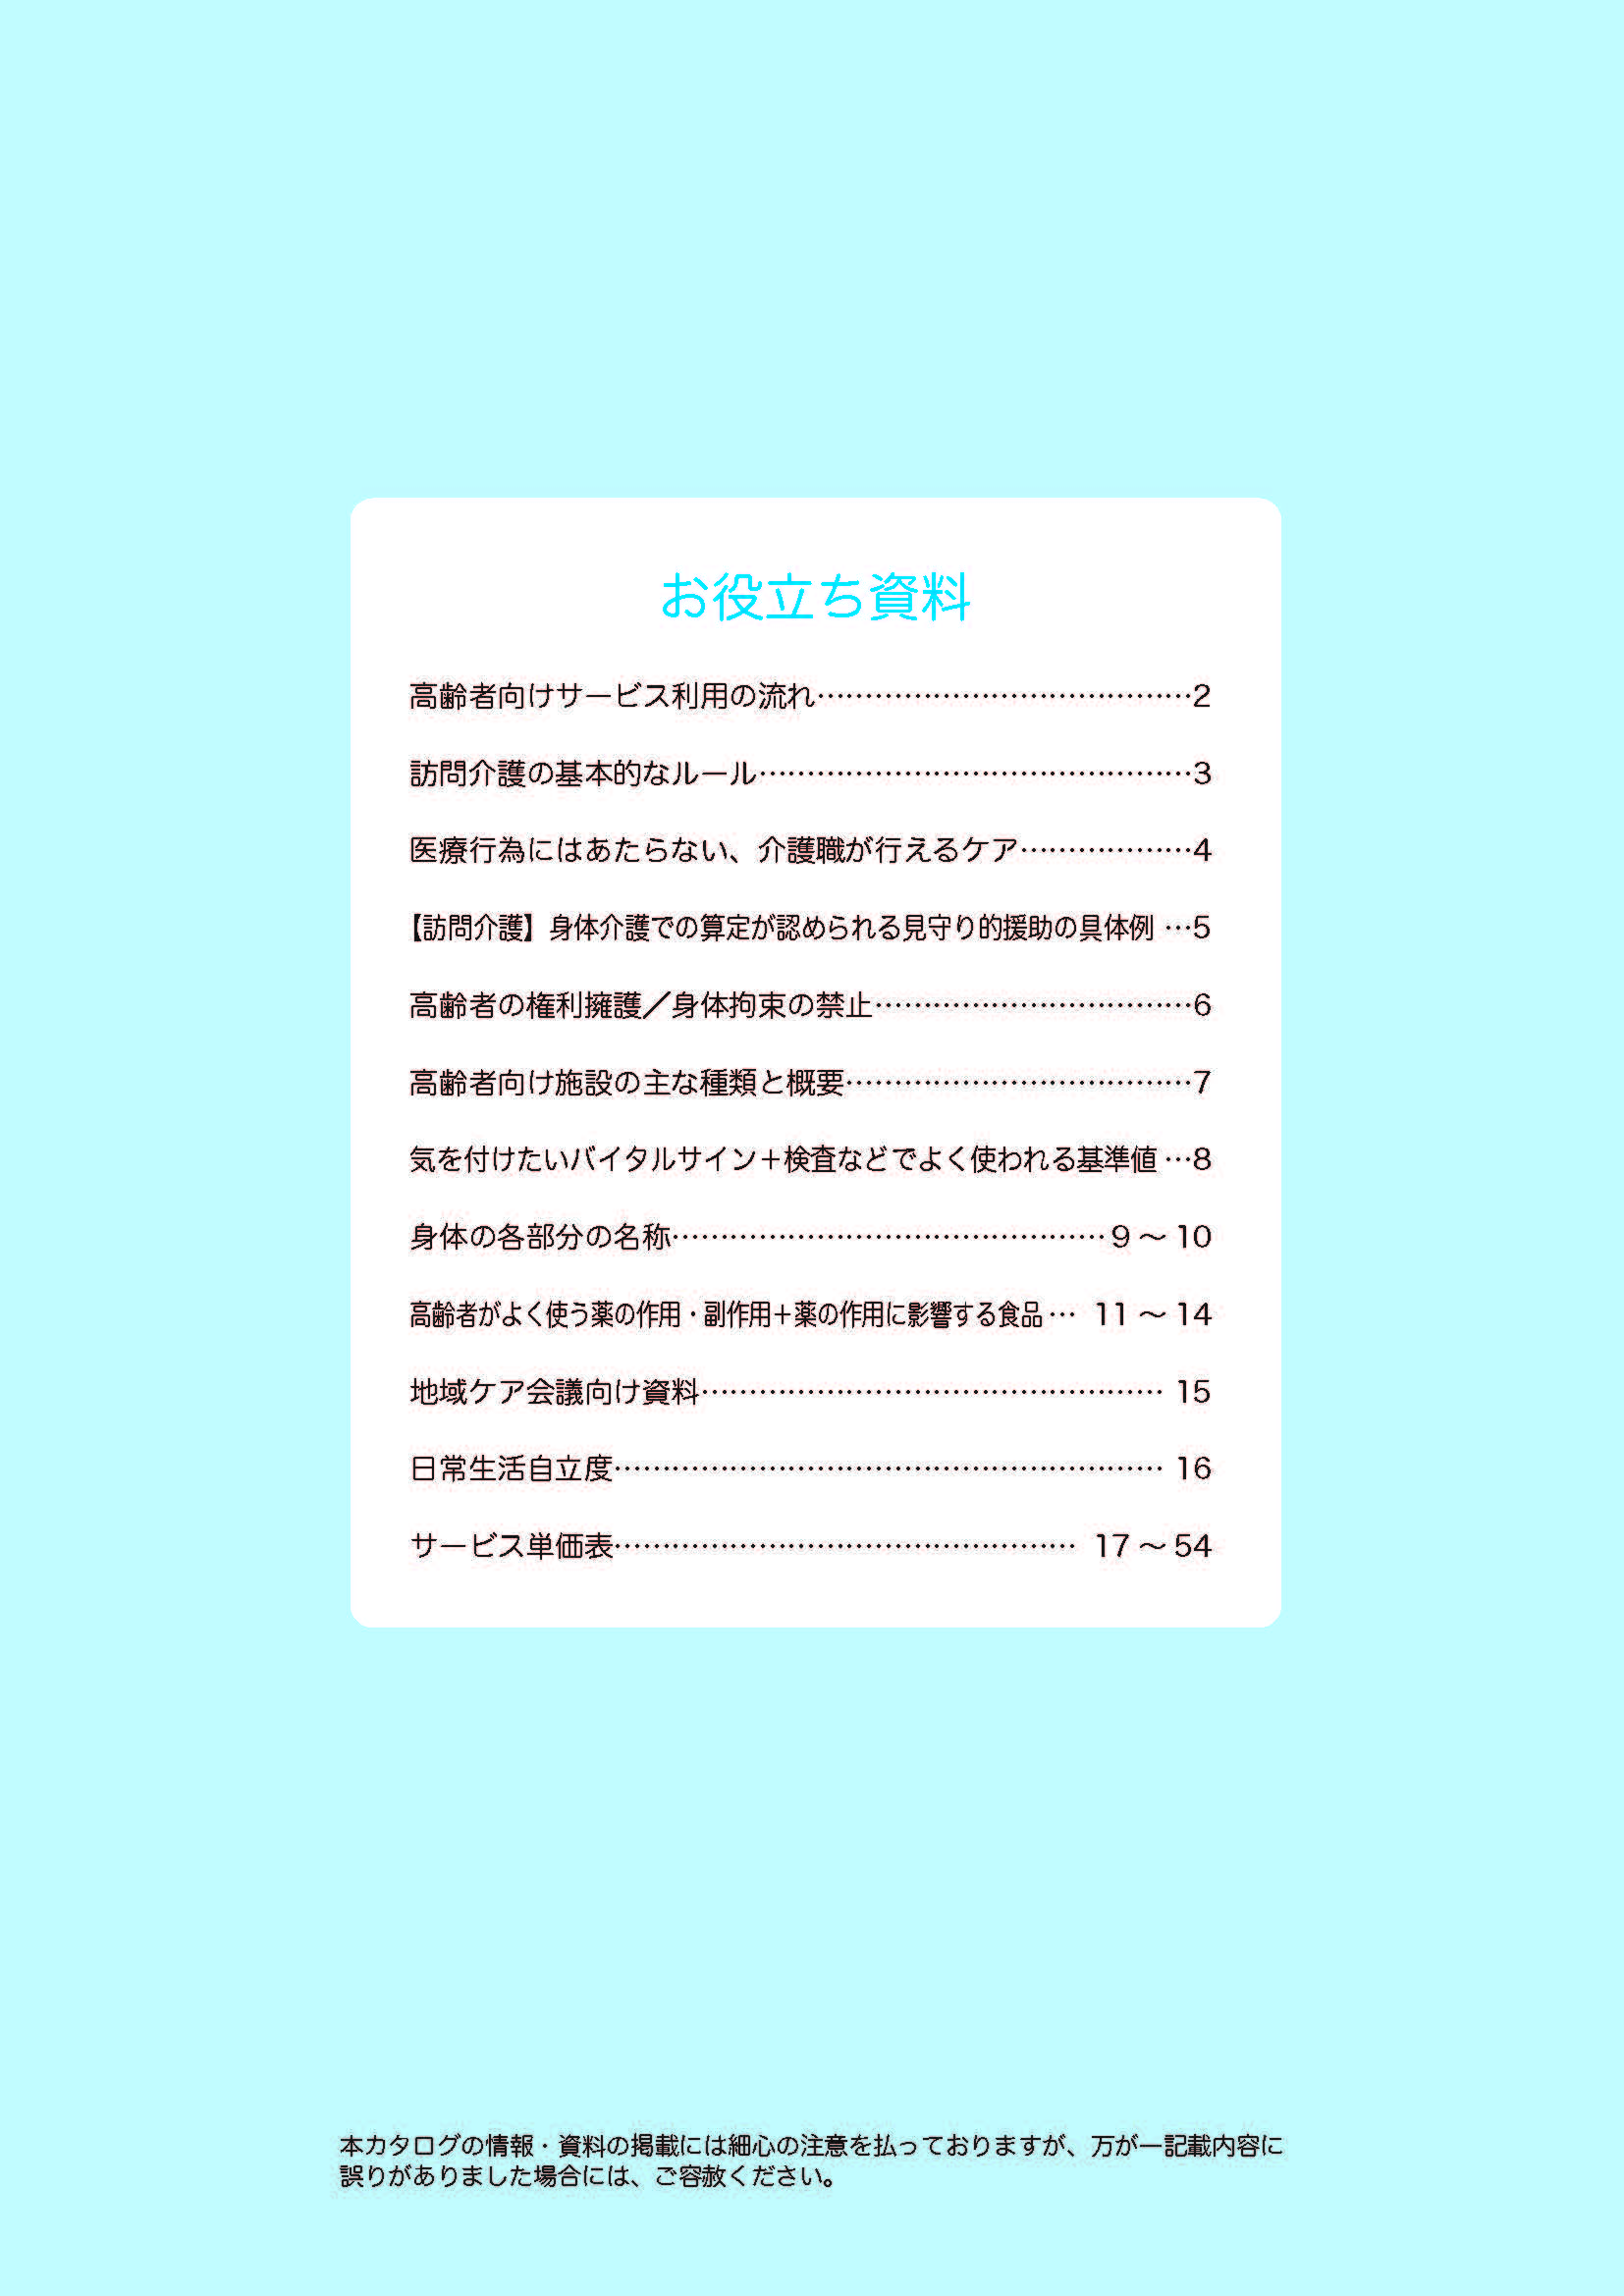 お役立ち資料
高齢者向けサービス利用の流れ…………………………………2
訪問介護の基本的なルール………………………………………3
医療行為にはあたらない、介護職が行えるケア………………4
【訪問介護】身体介護での算定が認められる見守り的援助の具体例 …5
高齢者の権利擁護／身体拘束の禁止……………………………6
高齢者向け施設の主な種類と概要………………………………7
気を付けたいバイタルサイン＋検査などでよく使われる基準値 …8
身体の各部分の名称………………………………………9 ～ 10
高齢者がよく使う薬の作用・副作用＋薬の作用に影響する食品 … 11 ～ 14
地域ケア会議向け資料………………………………………… 15
日常生活自立度………………………………………………… 16
サービス単価表………………………………………… 17 ～ 54
本カタログの情報・資料の掲載には細心の注意を払っておりますが、万が一記載内容に
誤りがありました場合には、ご容赦ください。